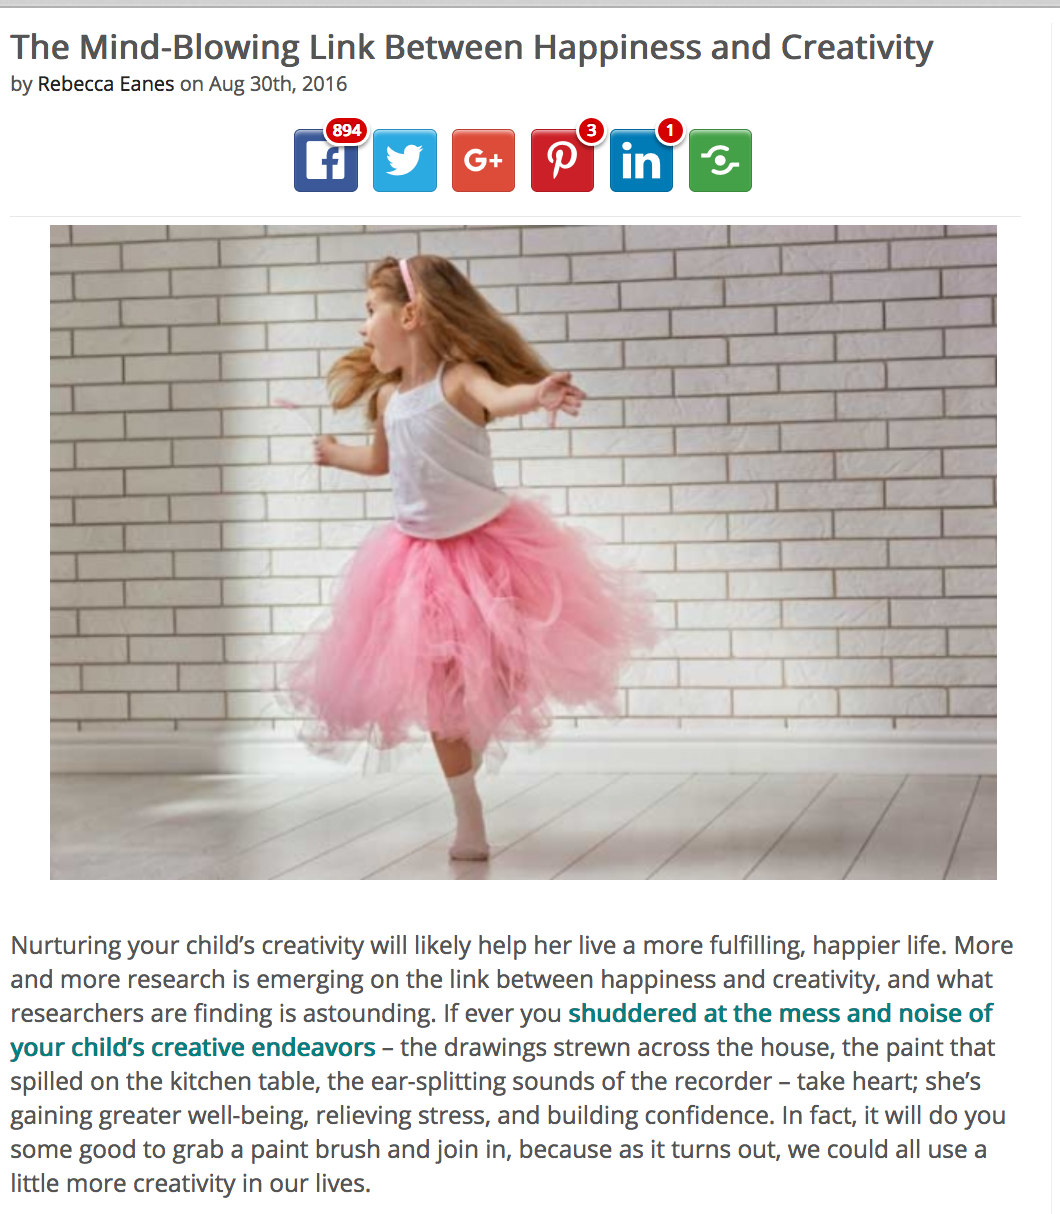 The Mind-Blowing Link Between Happiness and Creativity
by Rebecca Eanes on Aug 30th, 2016
894
3
1
f
G+
in
Nurturing your child’s creativity will likely help her live a more fulfilling, happier life. More
and more research is emerging on the link between happiness and creativity, and what
researchers are finding is astounding. If ever you shuddered at the mess and noise of
your child’s creative endeavors – the drawings strewn across the house, the paint that
spilled on the kitchen table, the ear-splitting sounds of the recorder – take heart; she’s
gaining greater well-being, relieving stress, and building confidence. In fact, it will do you
some good to grab a paint brush and join in, because as it turns out, we could all use a
little more creativity in our lives.